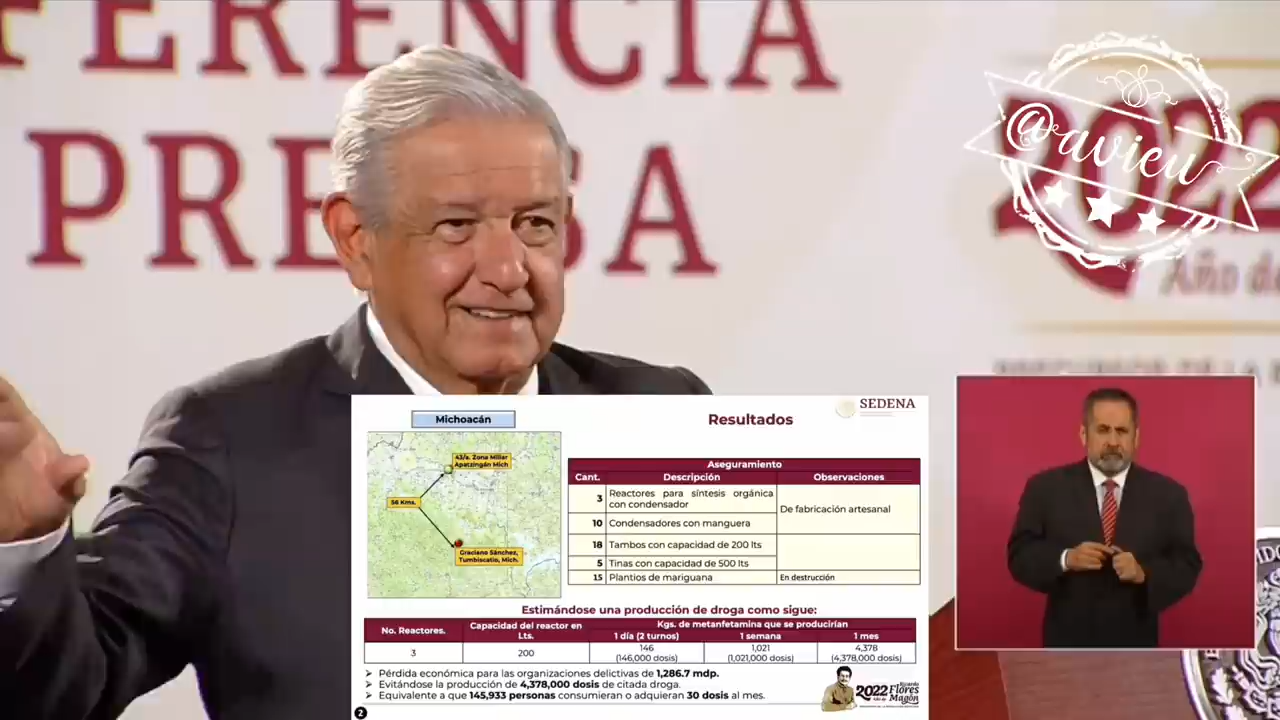 FERENCIA
PRENSA
2022
Año de
@avieu
Michoacán
Resultados
SEDENA
43/a. Zona Militar
Apatzingán Mich
56 Kms.
Graciano Sánchez,
Tumbiscatio, Mich.
Aseguramiento
Cant. Descripción Observaciones
3 Reactores para síntesis orgánica
con condensador
De fabricación artesanal
10 Condensadores con manguera
18 Tambos con capacidad de 200 lts
5 Tinas con capacidad de 500 lts
15 Plantios de mariguana En destrucción
Estimándose una producción de droga como sigue:
No. Reactores. Capacidad del reactor en
Lts.
Kgs. de metanfetamina que se producirían
1 día (2 turnos) 1 semana 1 mes
3 200 146 1,021 4,378
(146,000 dosis) (1,021,000 dosis) (4,378,000 dosis)
➢ Pérdida económica para las organizaciones delictivas de 1,286.7 mdp.
➢ Evitándose la producción de 4,378,000 dosis de citada droga.
➢ Equivalente a que 145,933 personas consumieran o adquieran 30 dosis al mes.
2022 Ricardo
Flores
Año de Magón
2